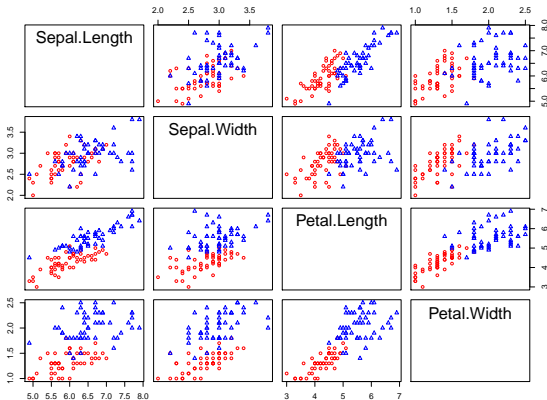 2.0 2.5 3.0 3.5 1.0 1.5 2.0 2.5
Sepal.Length
5.0 6.0 7.0 8.0
2.0 2.5 3.0 3.5
Sepal.Width
Petal.Length
3 4 5 6 7
1.0 1.5 2.0 2.5
Petal.Width
5.0 5.5 6.0 6.5 7.0 7.5 8.0 3 4 5 6 7